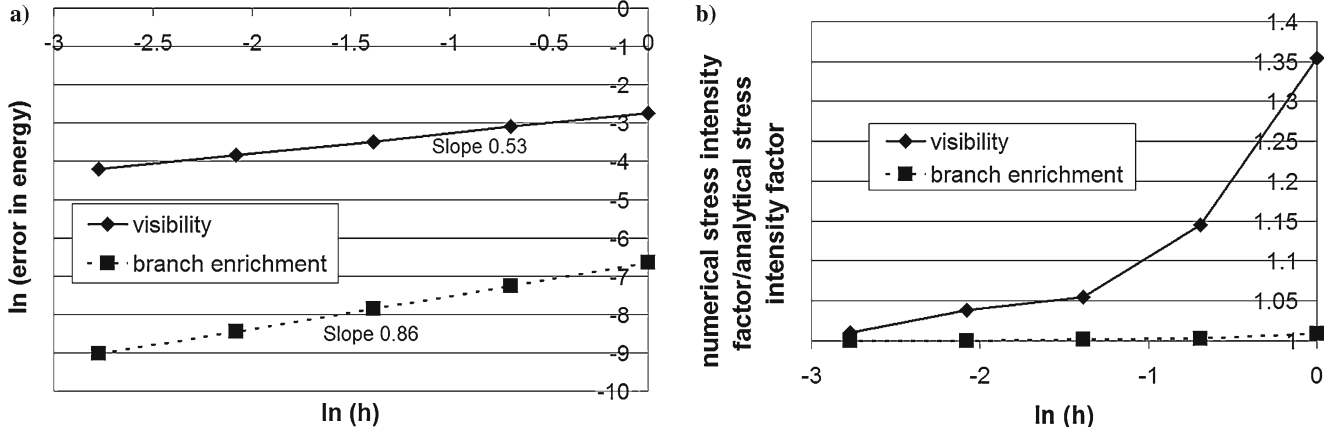 a)
0
-3
-2.5
-2
-1.5
-1
-0.5
0
-1
-2
-3
-4
-5
-6
-7
-8
-9
-10
Slope 0.53
visibility
branch enrichment
Slope 0.86
ln (error in energy)
ln (h)
b)
1.4
1.35
1.3
1.25
1.2
1.15
1.1
1.05
1
visibility
branch enrichment
-3
-2
-1
0
numerical stress intensity
factor/analytical stress
intensity factor
ln (h)